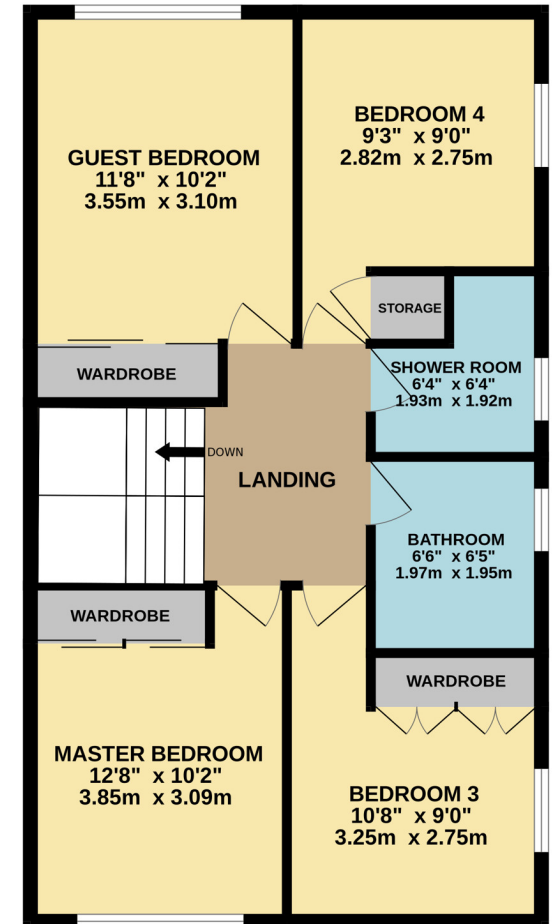 GUEST BEDROOM
11'8" x 10'2"
3.55m x 3.10m
BEDROOM 4
9'3" x 9'0"
2.82m x 2.75m
STORAGE
WARDROBE
SHOWER ROOM
6'4" x 6'4"
1.93m x 1.92m
DOWN
LANDING
BATHROOM
6'6" x 6'5"
1.97m x 1.95m
WARDROBE
WARDROBE
MASTER BEDROOM
12'8" x 10'2"
3.85m x 3.09m
BEDROOM 3
10'8" x 9'0"
3.25m x 2.75m